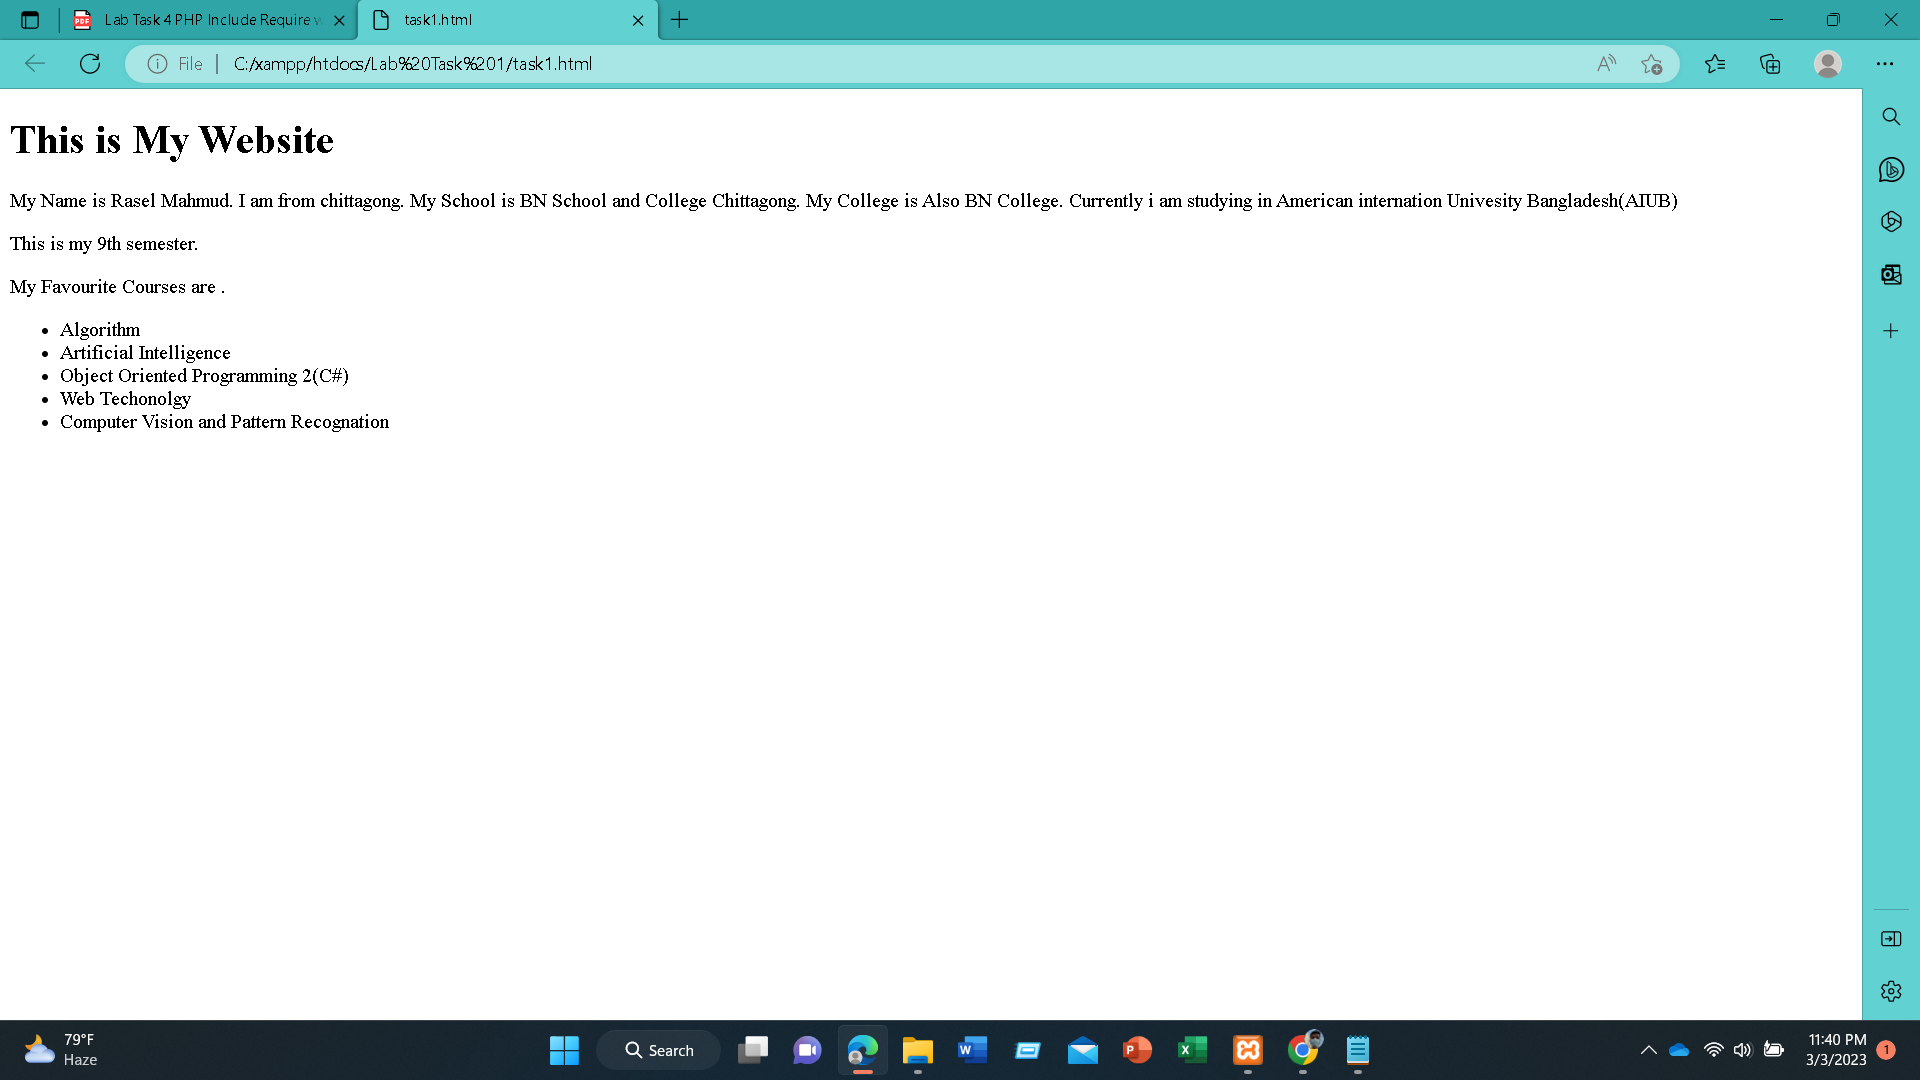 Lab Task 4 PHP Include Require
task1.html
File
C:/xampp/htdocs/Lab%20Task%201/task1.html
This is My Website
My Name is Rasel Mahmud. I am from chittagong. My School is BN School and College Chittagong. My College is Also BN College. Currently i am studying in American internation Univesity Bangladesh(AIUB)
This is my 9th semester.
My Favourite Courses are .
Algorithm
Artificial Intelligence
Object Oriented Programming 2(C#)
Web Techonolgy
Computer Vision and Pattern Recognation
79°F
Haze
Search
11:40 PM
3/3/2023
1